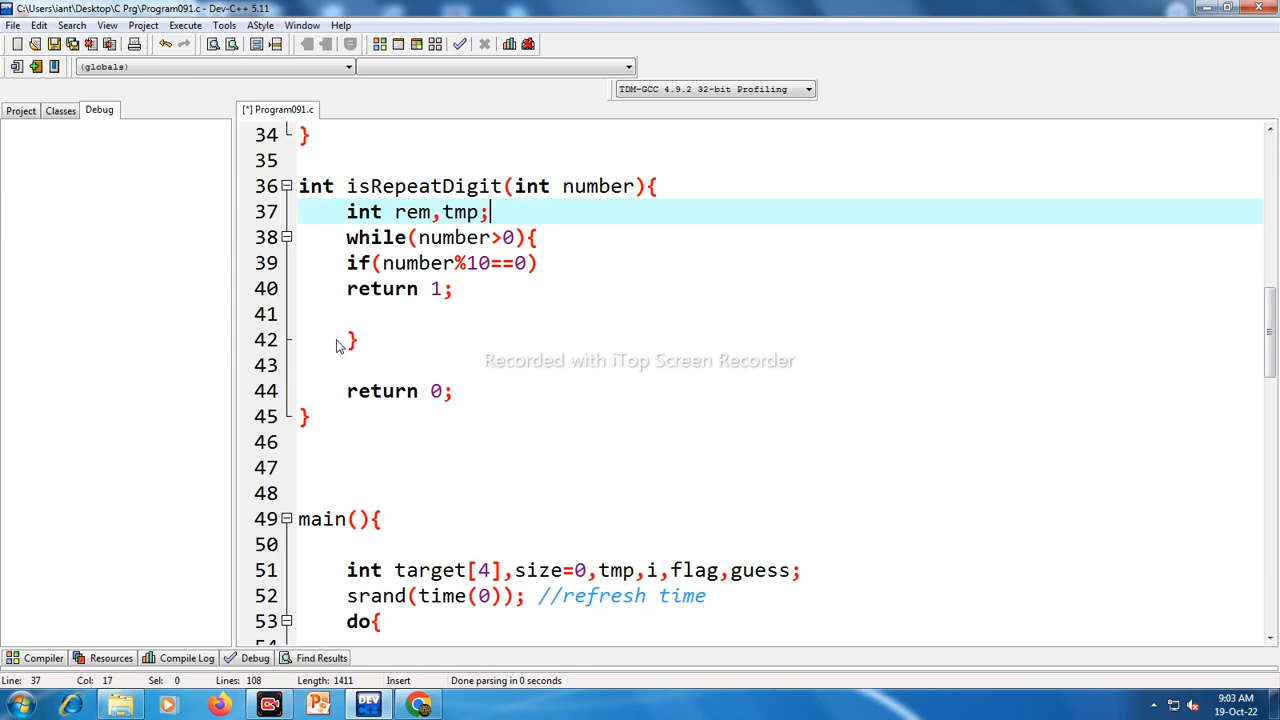 C:\Users\iant\Desktop\C Prg\Program091.c - Dev-C++ 5.11
File Edit Search View Project Execute Tools AStyle Window Help
(globals)
TDM-GCC 4.9.2 32-bit Profiling
Project Classes Debug
[*] Program091.c
34 }
35
36 int isRepeatDigit(int number){
37 int rem,tmp;
38 while(number>0){
39 if(number%10==0)
40 return 1;
41
42 }
Recorded with iTop Screen Recorder
43
44 return 0;
45 }
46
47
48
49 main(){
50
51 int target[4],size=0,tmp,i,flag,guess;
52 srand(time(0)); //refresh time
53 do{
54
Compiler Resources Compile Log Debug Find Results
Line: 37 Col: 17 Sel: 0 Lines: 108 Length: 1411 Insert Done parsing in 0 seconds
DEV
9:03 AM
19-Oct-22